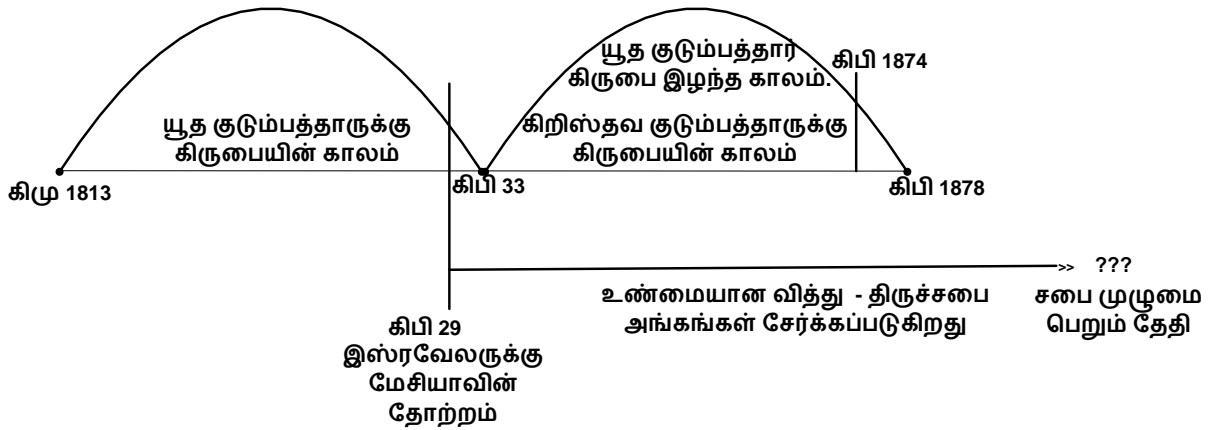 யூத குடும்பத்தார்
கிருபை இழந்த காலம்.
கிபி 1874
யூத குடும்பத்தாருக்கு
கிருபையின் காலம்
கிறிஸ்தவ குடும்பத்தாருக்கு
கிருபையின் காலம்
கிமு 1813
கிபி 33
கிபி 1878
>> ???
உண்மையான வித்து - திருச்சபை
அங்கங்கள் சேர்க்கப்படுகிறது
சபை முழுமை
பெறும் தேதி
கிபி 29
இஸ்ரவேலருக்கு
மேசியாவின்
தோற்றம்